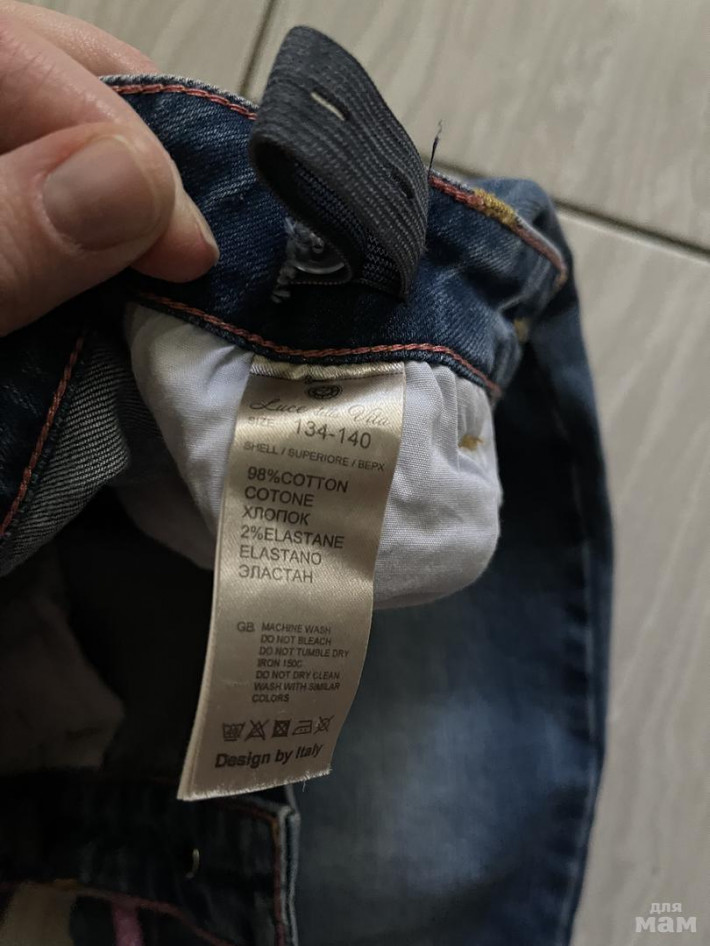 Luce della Vita
SIZE 134-140
SHELL / SUPERIORE / ВЕРХ
98%COTTON
COTONE
ХЛОПОК
2%ELASTANE
ELASTANO
ЭЛАСТАН
GB MACHINE WASH
DO NOT BLEACH
DO NOT TUMBLE DRY
IRON 150C
DO NOT DRY CLEAN
WASH WITH SIMILAR
COLORS
Design by Italy
для
мам